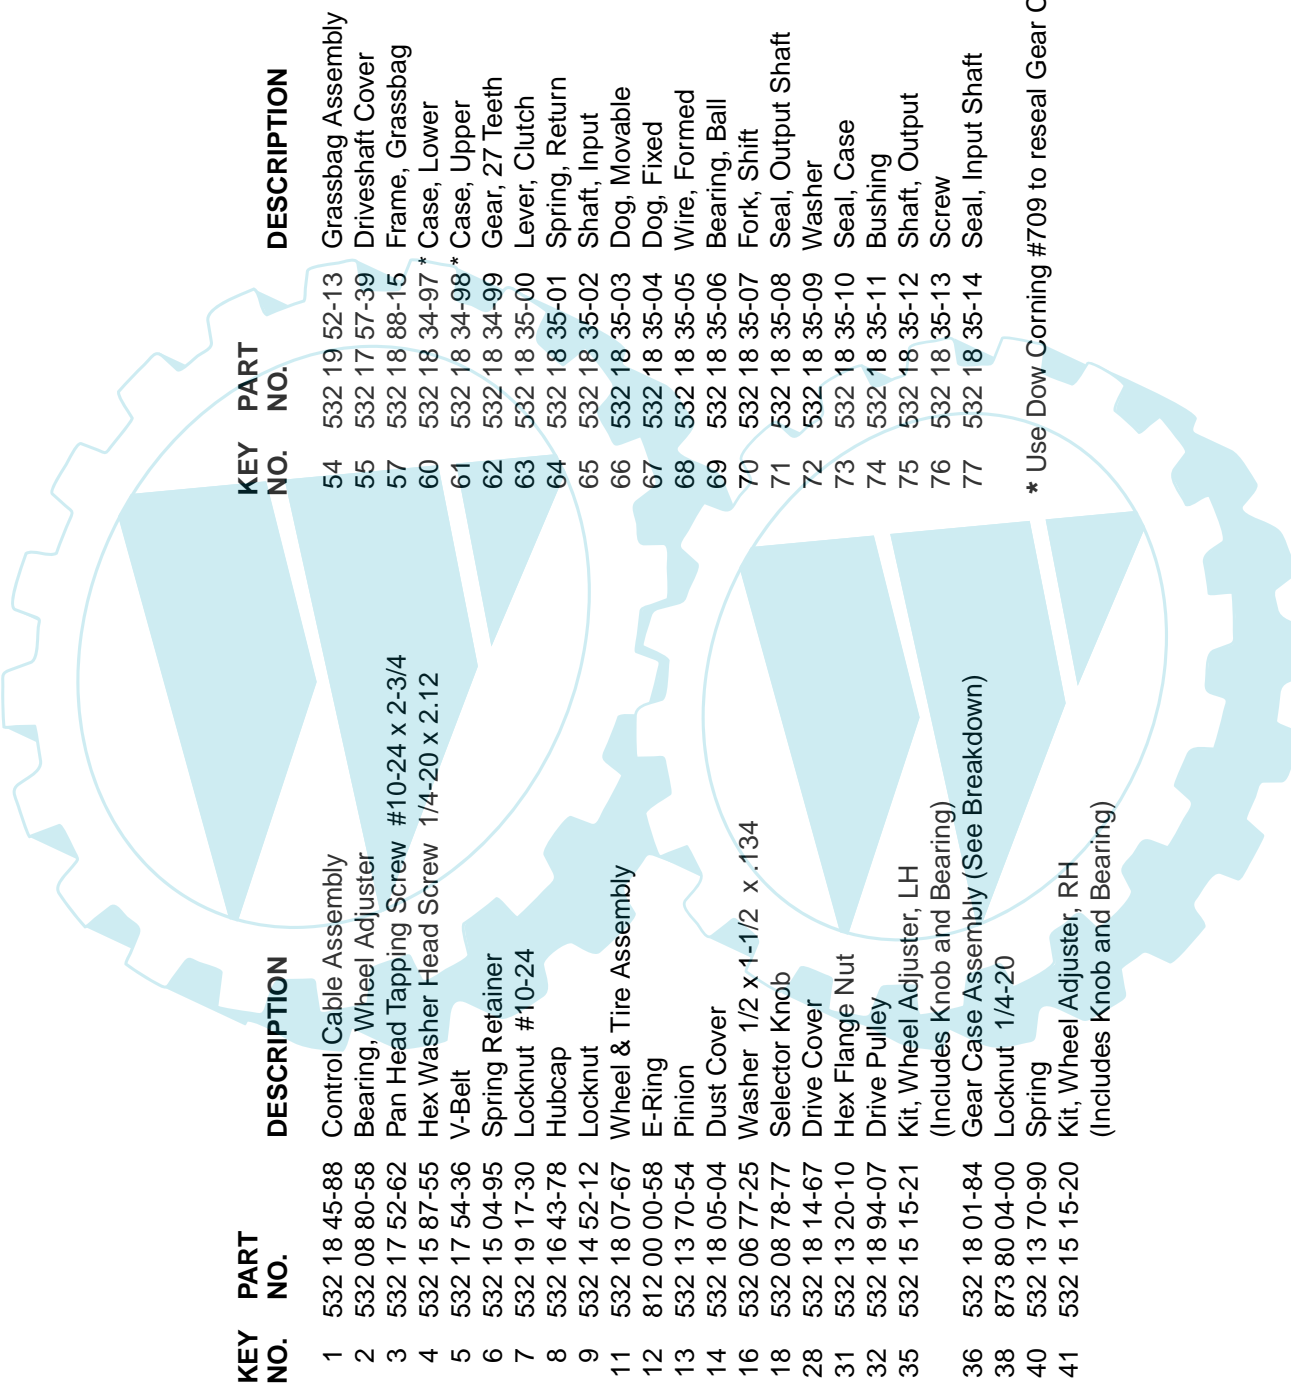 KEY PART
NO. NO. DESCRIPTION
1 532 18 45-88 Control Cable Assembly
2 532 08 80-58 Bearing, Wheel Adjuster
3 532 17 52-62 Pan Head Tapping Screw #10-24 x 2-3/4
4 532 15 87-55 Hex Washer Head Screw 1/4-20 x 2.12
5 532 17 54-36 V-Belt
6 532 15 04-95 Spring Retainer
7 532 19 17-30 Locknut #10-24
8 532 16 43-78 Hubcap
9 532 14 52-12 Locknut
11 532 18 07-67 Wheel & Tire Assembly
12 812 00 00-58 E-Ring
13 532 13 70-54 Pinion
14 532 18 05-04 Dust Cover
16 532 06 77-25 Washer 1/2 x 1-1/2 x .134
18 532 08 78-77 Selector Knob
28 532 18 14-67 Drive Cover
31 532 13 20-10 Hex Flange Nut
32 532 18 94-07 Drive Pulley
35 532 15 15-21 Kit, Wheel Adjuster, LH
(Includes Knob and Bearing)
36 532 18 01-84 Gear Case Assembly (See Breakdown)
38 873 80 04-00 Locknut 1/4-20
40 532 13 70-90 Spring
41 532 15 15-20 Kit, Wheel Adjuster, RH
(Includes Knob and Bearing)
KEY PART
NO. NO. DESCRIPTION
54 532 19 52-13 Grassbag Assembly
55 532 17 57-39 Driveshaft Cover
57 532 18 88-15 Frame, Grassbag
60 532 18 34-97 * Case, Lower
61 532 18 34-98 * Case, Upper
62 532 18 34-99 Gear, 27 Teeth
63 532 18 35-00 Lever, Clutch
64 532 18 35-01 Spring, Return
65 532 18 35-02 Shaft, Input
66 532 18 35-03 Dog, Movable
67 532 18 35-04 Dog, Fixed
68 532 18 35-05 Wire, Formed
69 532 18 35-06 Bearing, Ball
70 532 18 35-07 Fork, Shift
71 532 18 35-08 Seal, Output Shaft
72 532 18 35-09 Washer
73 532 18 35-10 Seal, Case
74 532 18 35-11 Bushing
75 532 18 35-12 Shaft, Output
76 532 18 35-13 Screw
77 532 18 35-14 Seal, Input Shaft
* Use Dow Corning #709 to reseal Gear